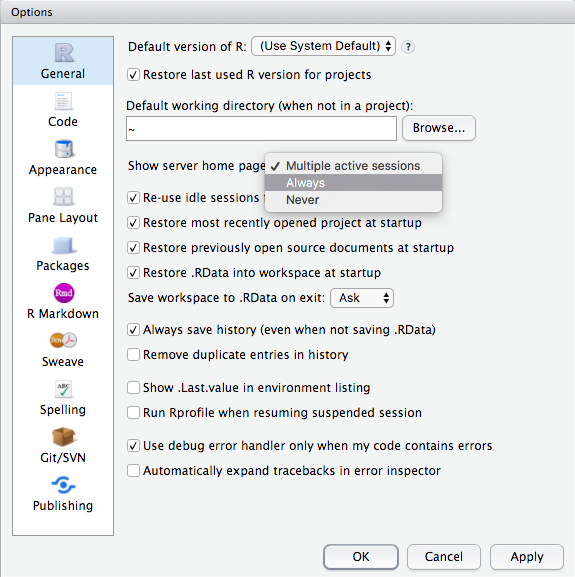 Options
General
Code
Appearance
Pane Layout
Packages
R Markdown
Sweave
Spelling
Git/SVN
Publishing
Default version of R: (Use System Default) ?
Restore last used R version for projects
Default working directory (when not in a project):
~ Browse...
Show server home page
Multiple active sessions
Always
Never
Re-use idle sessions
Restore most recently opened project at startup
Restore previously open source documents at startup
Restore .RData into workspace at startup
Save workspace to .RData on exit: Ask
Always save history (even when not saving .RData)
Remove duplicate entries in history
Show .Last.value in environment listing
Run Rprofile when resuming suspended session
Use debug error handler only when my code contains errors
Automatically expand tracebacks in error inspector
OK Cancel Apply